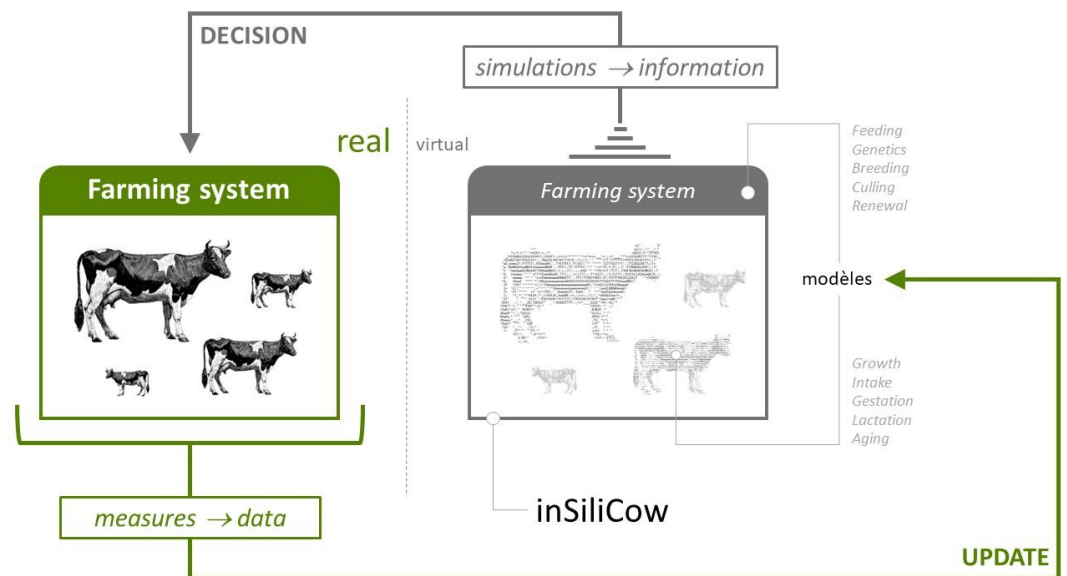 DECISION
simulations → information
real
virtual
Farming system
Farming system
Feeding
Genetics
Breeding
Culling
Renewal
modèles
Growth
Intake
Gestation
Lactation
Aging
inSiliCow
measures → data
UPDATE